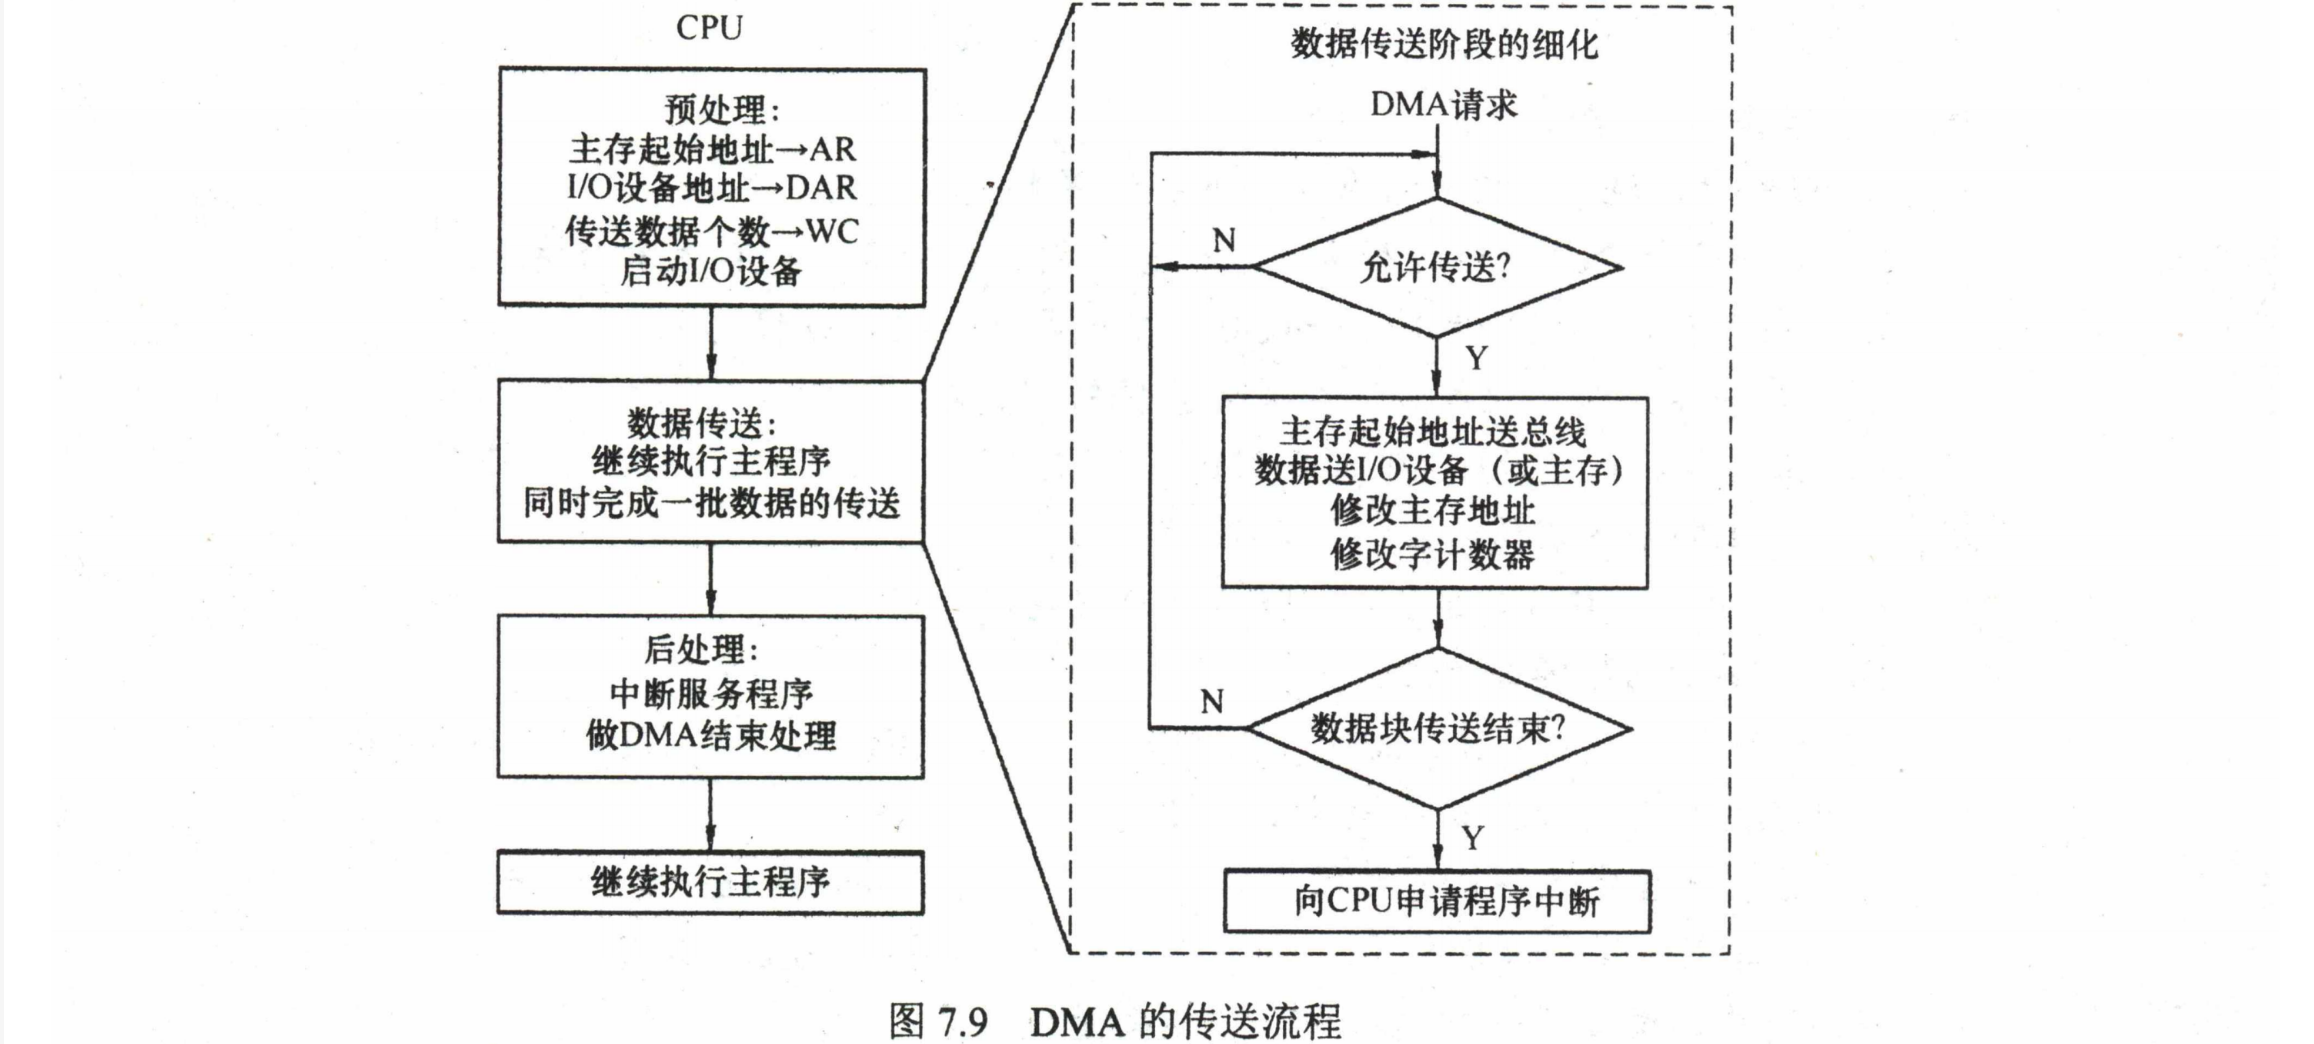 CPU
预处理:
主存起始地址→AR
I/O设备地址→DAR
传送数据个数→WC
启动I/O设备
数据传送:
继续执行主程序
同时完成一批数据的传送
后处理:
中断服务程序
做DMA结束处理
继续执行主程序
数据传送阶段的细化
DMA请求
允许传送?
N
Y
主存起始地址送总线
数据送I/O设备（或主存）
修改主存地址
修改字计数器
数据块传送结束?
N
Y
向CPU申请程序中断
图 7.9 DMA 的传送流程